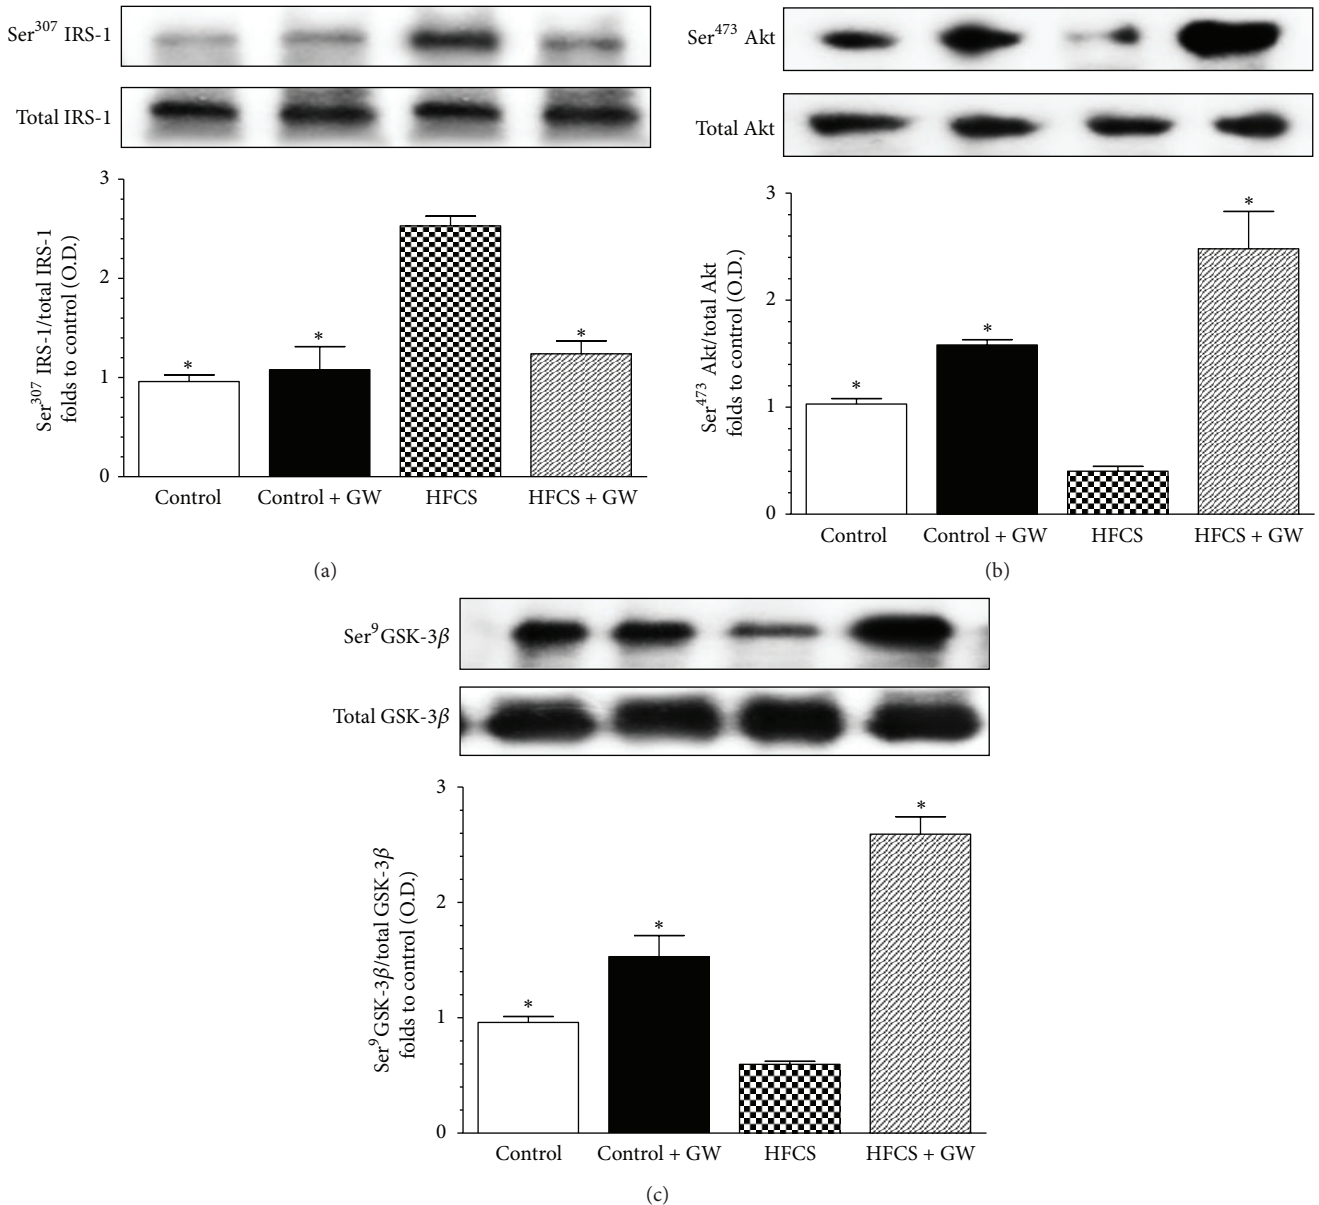 Ser³⁰⁷ IRS-1
Total IRS-1
3
2
1
0
Ser³⁰⁷ IRS-1/total IRS-1
folds to control (O.D.)
*
*
*
Control
Control + GW
HFCS
HFCS + GW
(a)
Ser⁴⁷³ Akt
Total Akt
3
2
1
0
Ser⁴⁷³ Akt/total Akt
folds to control (O.D.)
*
*
*
Control
Control + GW
HFCS
HFCS + GW
(b)
Ser⁹GSK-3β
Total GSK-3β
3
2
1
0
Ser⁹GSK-3β/total GSK-3β
folds to control (O.D.)
*
*
*
Control
Control + GW
HFCS
HFCS + GW
(c)